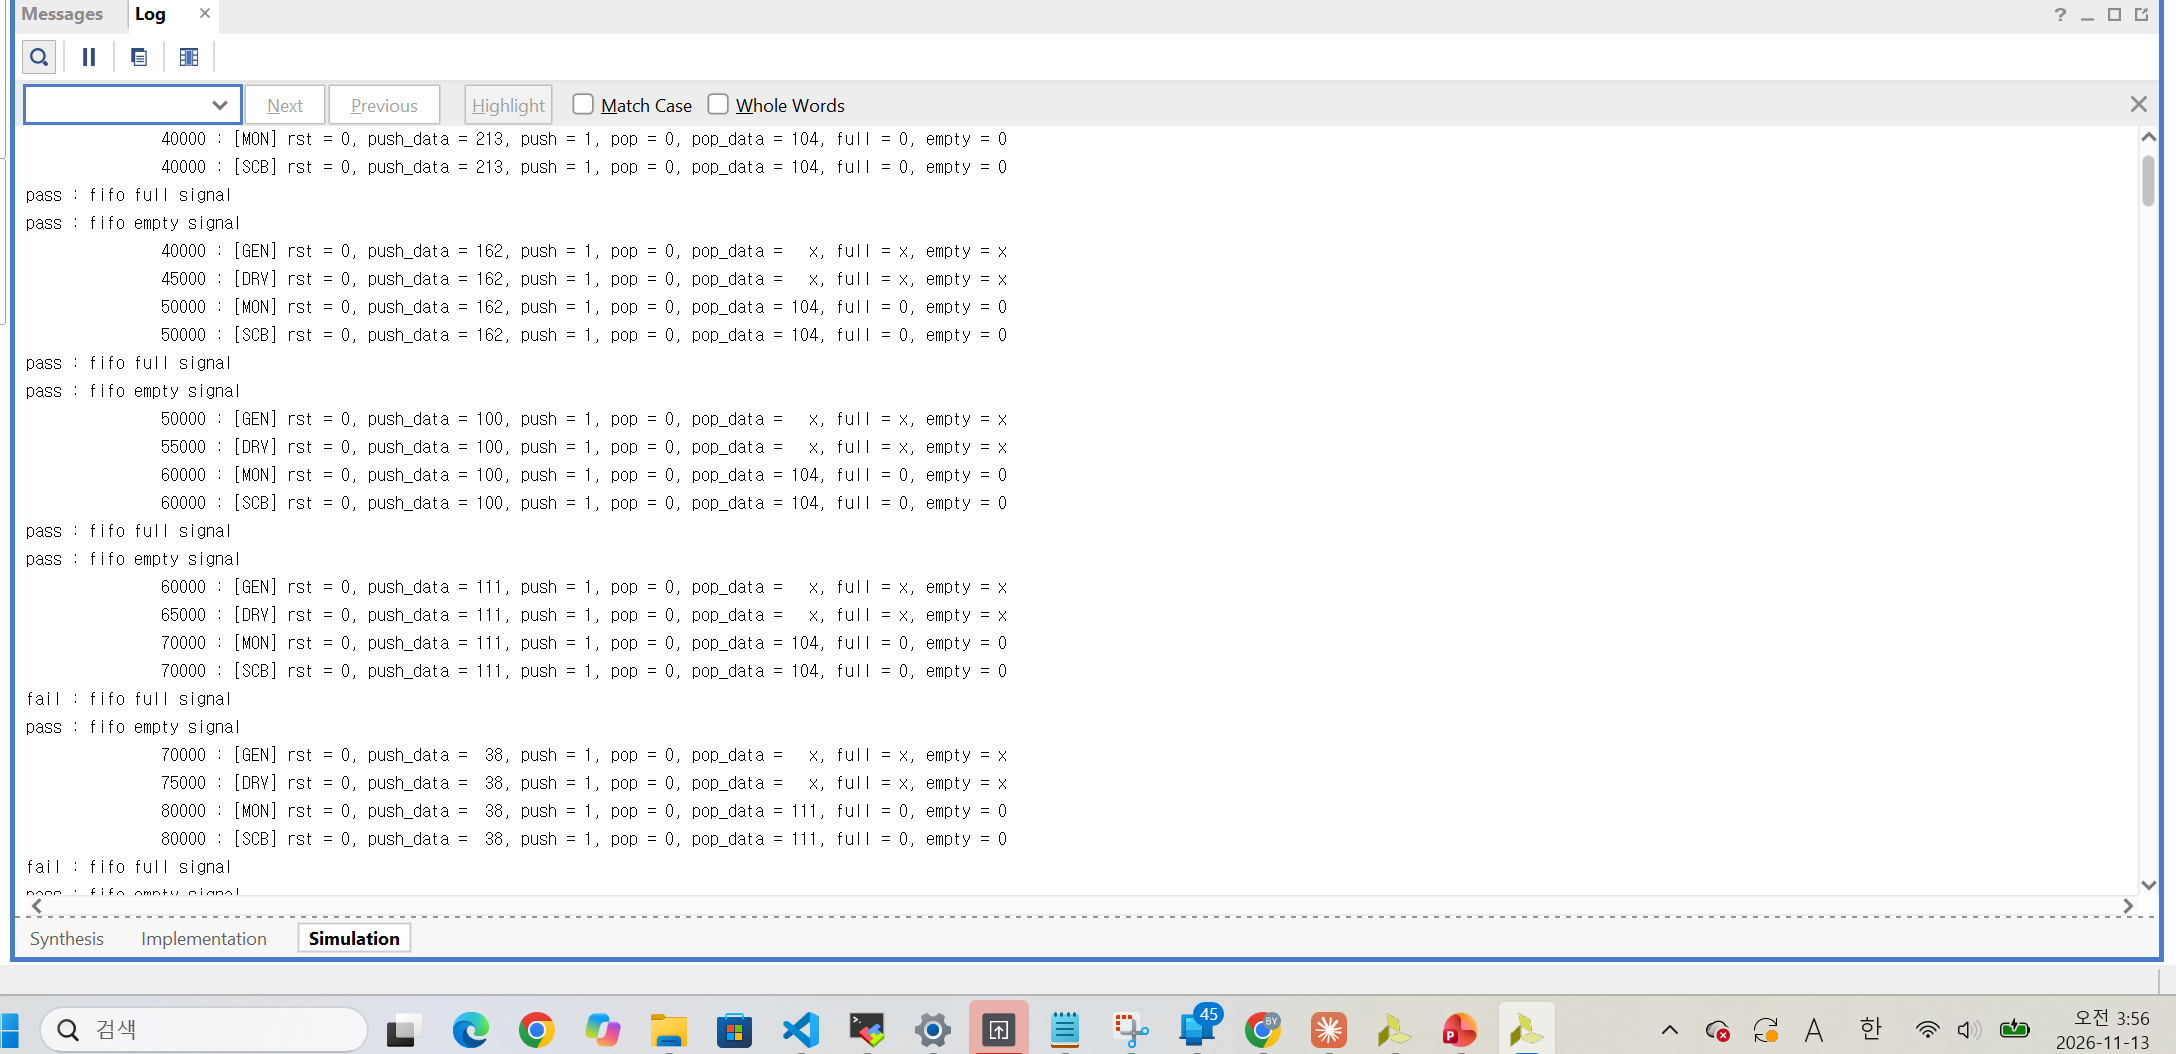 Messages Log
Next Previous Highlight Match Case Whole Words
40000 : [MON] rst = 0, push_data = 213, push = 1, pop = 0, pop_data = 104, full = 0, empty = 0
40000 : [SCB] rst = 0, push_data = 213, push = 1, pop = 0, pop_data = 104, full = 0, empty = 0
pass : fifo full signal
pass : fifo empty signal
40000 : [GEN] rst = 0, push_data = 162, push = 1, pop = 0, pop_data =   x, full = x, empty = x
45000 : [DRY] rst = 0, push_data = 162, push = 1, pop = 0, pop_data =   x, full = x, empty = x
50000 : [MON] rst = 0, push_data = 162, push = 1, pop = 0, pop_data = 104, full = 0, empty = 0
50000 : [SCB] rst = 0, push_data = 162, push = 1, pop = 0, pop_data = 104, full = 0, empty = 0
pass : fifo full signal
pass : fifo empty signal
50000 : [GEN] rst = 0, push_data = 100, push = 1, pop = 0, pop_data =   x, full = x, empty = x
55000 : [DRY] rst = 0, push_data = 100, push = 1, pop = 0, pop_data =   x, full = x, empty = x
60000 : [MON] rst = 0, push_data = 100, push = 1, pop = 0, pop_data = 104, full = 0, empty = 0
60000 : [SCB] rst = 0, push_data = 100, push = 1, pop = 0, pop_data = 104, full = 0, empty = 0
pass : fifo full signal
pass : fifo empty signal
60000 : [GEN] rst = 0, push_data = 111, push = 1, pop = 0, pop_data =   x, full = x, empty = x
65000 : [DRY] rst = 0, push_data = 111, push = 1, pop = 0, pop_data =   x, full = x, empty = x
70000 : [MON] rst = 0, push_data = 111, push = 1, pop = 0, pop_data = 104, full = 0, empty = 0
70000 : [SCB] rst = 0, push_data = 111, push = 1, pop = 0, pop_data = 104, full = 0, empty = 0
fail : fifo full signal
pass : fifo empty signal
70000 : [GEN] rst = 0, push_data =  38, push = 1, pop = 0, pop_data =   x, full = x, empty = x
75000 : [DRY] rst = 0, push_data =  38, push = 1, pop = 0, pop_data =   x, full = x, empty = x
80000 : [MON] rst = 0, push_data =  38, push = 1, pop = 0, pop_data = 111, full = 0, empty = 0
80000 : [SCB] rst = 0, push_data =  38, push = 1, pop = 0, pop_data = 111, full = 0, empty = 0
fail : fifo full signal
pass : fifo empty signal
Synthesis Implementation Simulation
검색 45 BY A 한 오전 3:56
2026-11-13